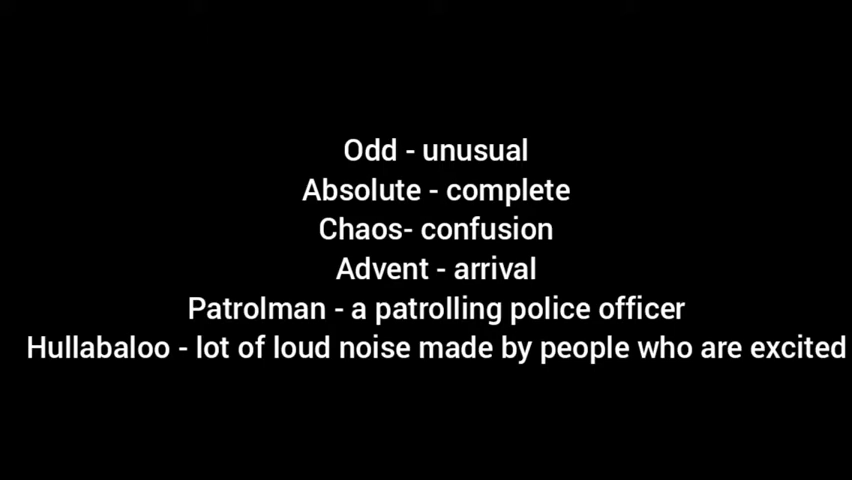 Odd - unusual
Absolute - complete
Chaos- confusion
Advent - arrival
Patrolman - a patrolling police officer
Hullabaloo - lot of loud noise made by people who are excited